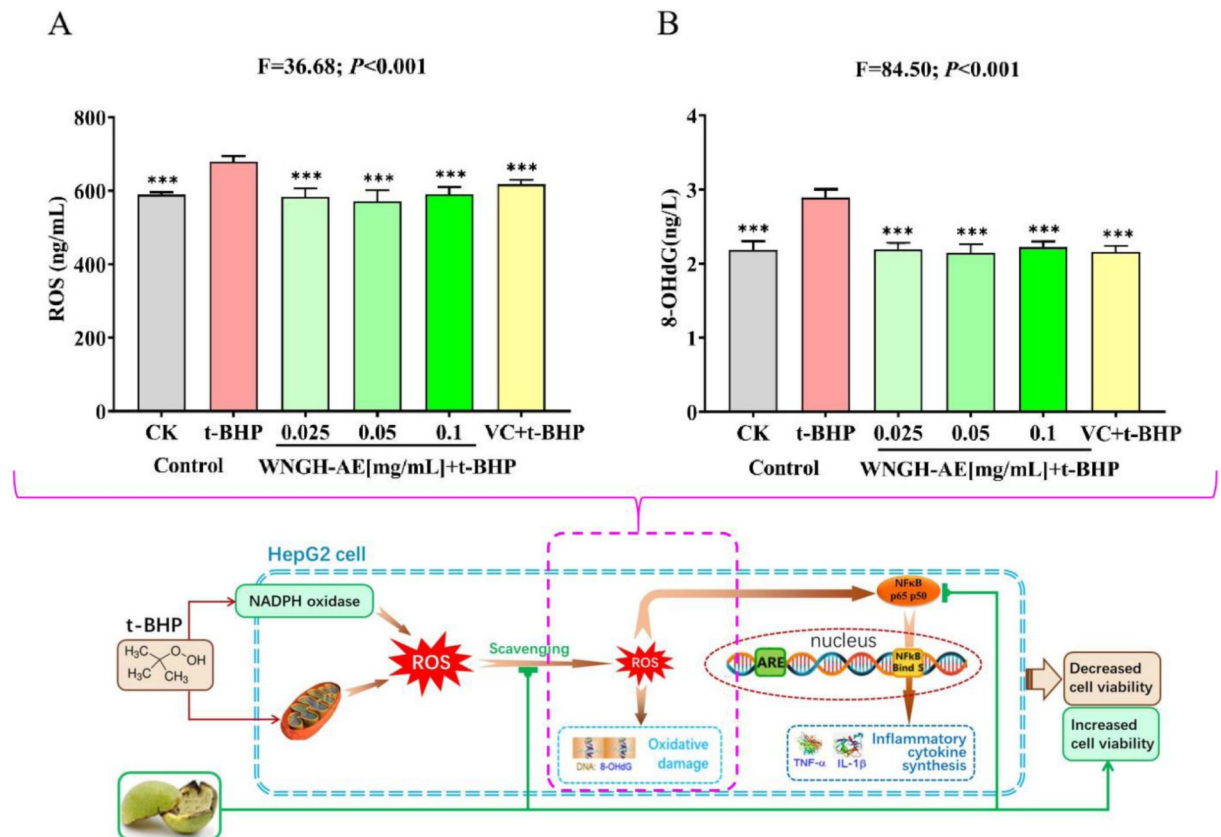 A
F=36.68; P<0.001
ROS (ng/mL)
800
600
400
200
0
***
***
***
***
***
CK
t-BHP
0.025
0.05
0.1
VC+t-BHP
Control
WNGH-AE[mg/mL]+t-BHP
B
F=84.50; P<0.001
8-OHdG(ng/L)
4
3
2
1
0
***
***
***
***
***
CK
t-BHP
0.025
0.05
0.1
VC+t-BHP
Control
WNGH-AE[mg/mL]+t-BHP
HepG2 cell
t-BHP
H₃C
O
OH
H₃C
CH₃
NADPH oxidase
ROS
Scavenging
ROS
DNA: 8-OHdG
Oxidative
damage
NFκB
p65 p50
nucleus
ARE
NFκB
Bind S
TNF-α
IL-1β
Inflammatory
cytokine
synthesis
Decreased
cell viability
Increased
cell viability